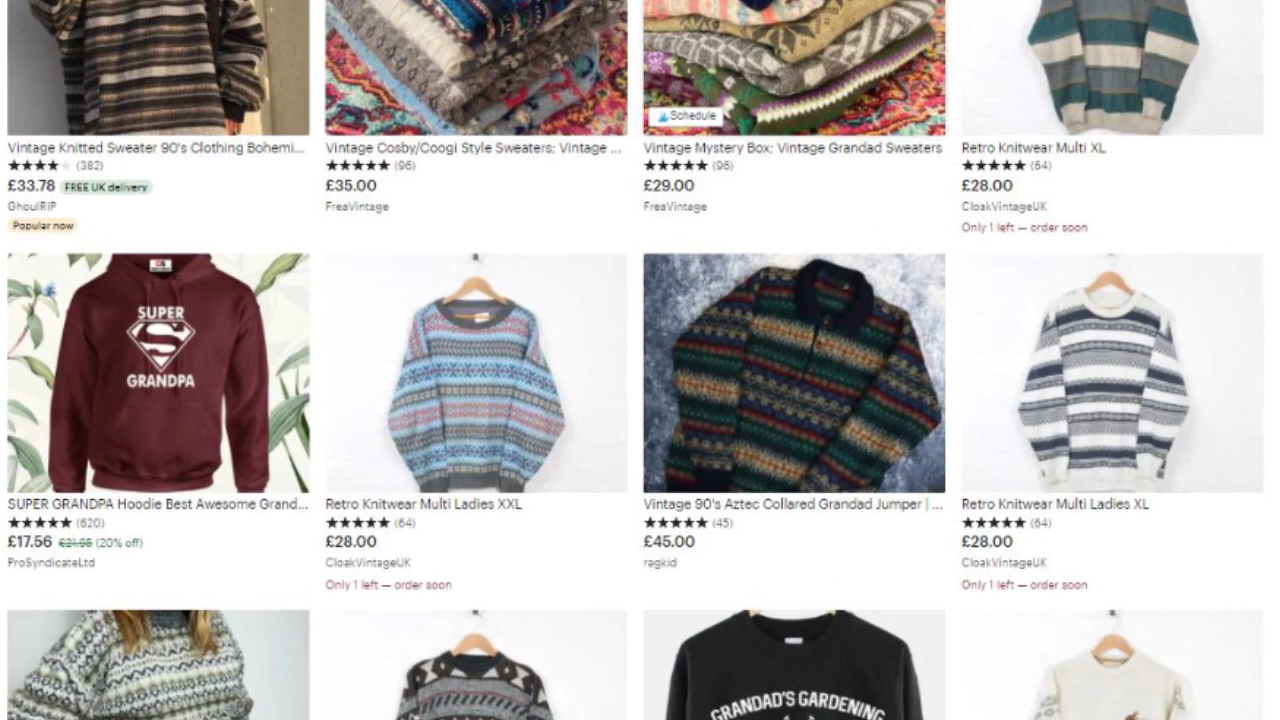 Schedule
Vintage Knitted Sweater 90's Clothing Bohemi...
(382)
£33.78 FREE UK delivery
GhoulRIP
Popular now
Vintage Cosby/Coogi Style Sweaters; Vintage ...
(96)
£35.00
FreaVintage
Vintage Mystery Box: Vintage Grandad Sweaters
(96)
£29.00
FreaVintage
Retro Knitwear Multi XL
(64)
£28.00
CloakVintageUK
Only 1 left — order soon
SUPER
S
GRANDPA
SUPER GRANDPA Hoodie Best Awesome Grand...
(620)
£17.56 £21.95 (20% off)
ProSyndicateLtd
Retro Knitwear Multi Ladies XXL
(64)
£28.00
CloakVintageUK
Only 1 left — order soon
Vintage 90's Aztec Collared Grandad Jumper | ...
(45)
£45.00
ragkid
Retro Knitwear Multi Ladies XL
(64)
£28.00
CloakVintageUK
Only 1 left — order soon
GRANDAD'S GARDENING